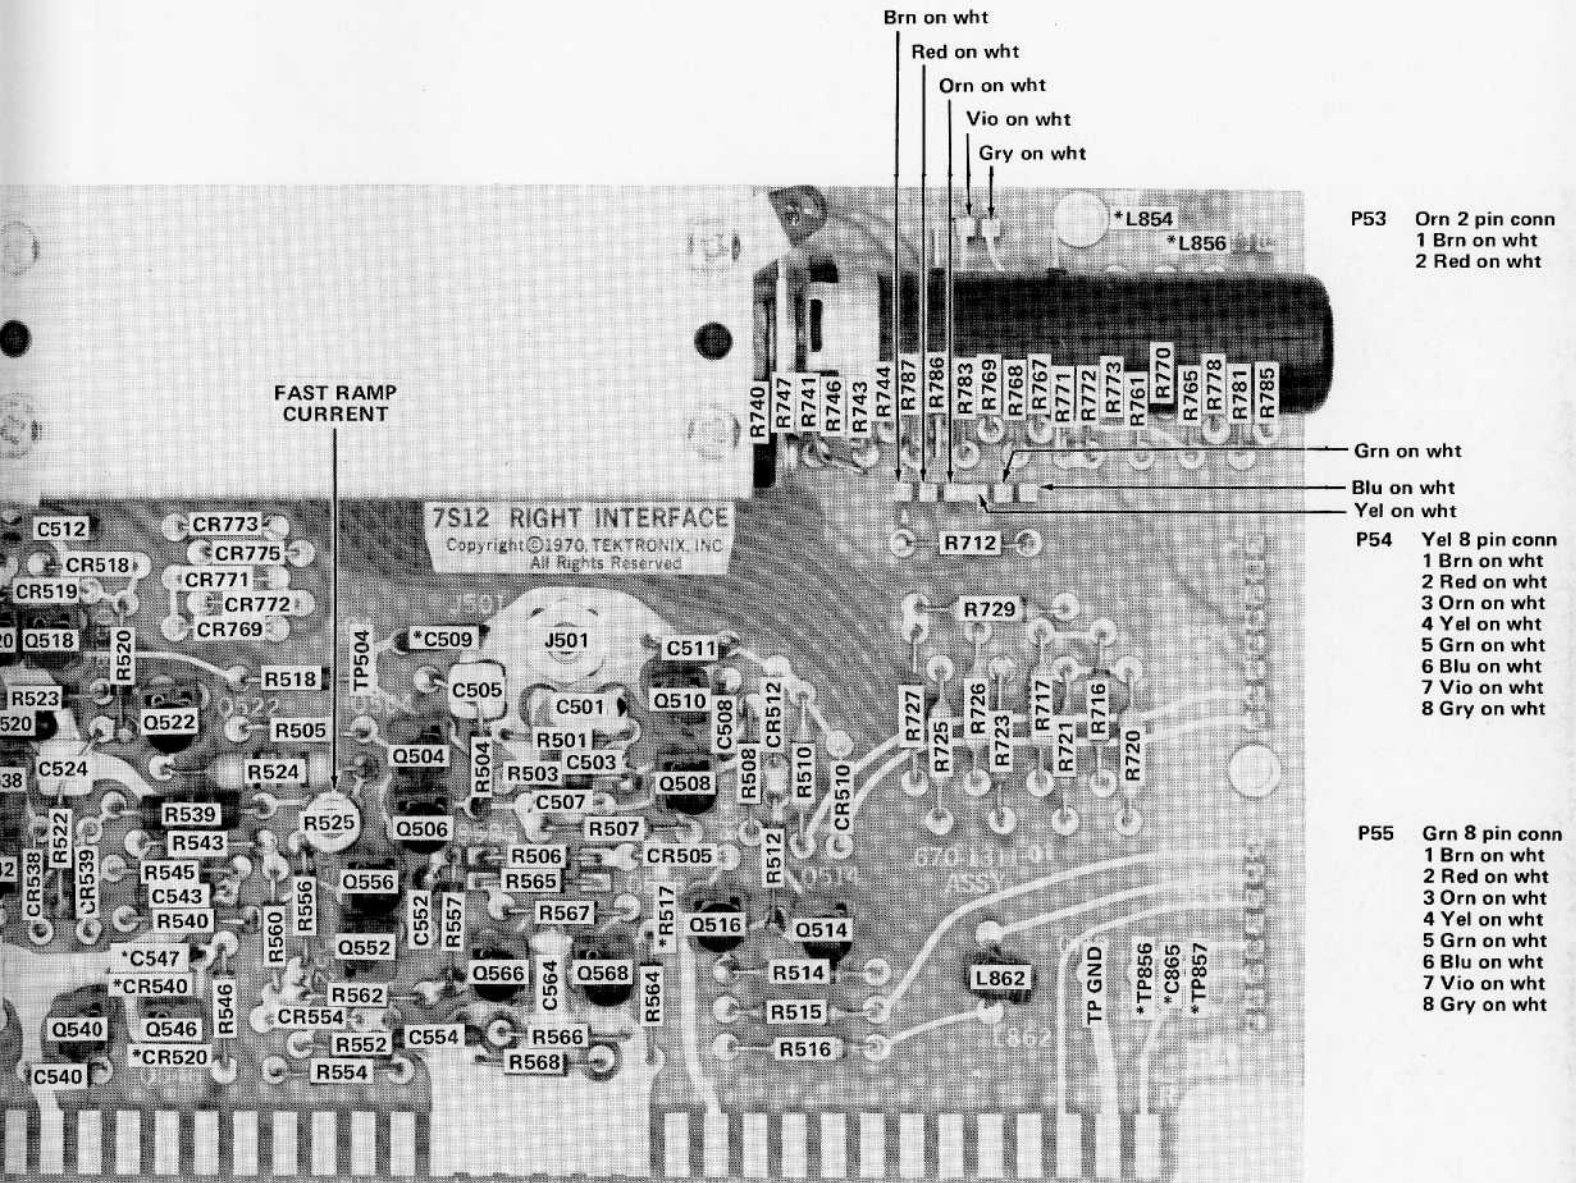 Brn on wht
Red on wht
Orn on wht
Vio on wht
Gry on wht
*L854
*L856
P53 Orn 2 pin conn
1 Brn on wht
2 Red on wht
FAST RAMP
CURRENT
R740
R747
R741
R746
R743
R744
R787
R786
R783
R769
R768
R767
R771
R772
R773
R761
R770
R765
R778
R781
R785
Grn on wht
Blu on wht
Yel on wht
7S12 RIGHT INTERFACE
Copyright©1970, TEKTRONIX, INC
All Rights Reserved
C512
CR773
CR775
CR518
CR771
CR519
CR772
CR769
R712
P54 Yel 8 pin conn
1 Brn on wht
2 Red on wht
3 Orn on wht
4 Yel on wht
5 Grn on wht
6 Blu on wht
7 Vio on wht
8 Gry on wht
J501
R729
20
Q518
R520
TP504
*C509
J501
C511
R518
R523
C505
Q510
C501
520
Q522
Q522
R505
C508
CR512
R727
R726
R717
R716
R725
R723
R721
R720
R501
Q504
R504
C524
R524
R503
C503
Q508
R508
R510
CR510
38
R539
R525
C507
R522
R543
Q506
R507
R506
CR505
R512
42
CR538
CR539
R545
C543
R540
R556
Q556
R565
670-1311-01
ASSY
Q514
P55 Grn 8 pin conn
1 Brn on wht
2 Red on wht
3 Orn on wht
4 Yel on wht
5 Grn on wht
6 Blu on wht
7 Vio on wht
8 Gry on wht
R560
C552
R557
R567
*R517
Q516
Q514
Q552
*C547
*CR540
R546
R562
Q566
C564
Q568
R564
R514
L862
TP GND
*TP856
*C865
*TP857
Q540
Q546
CR554
R515
*CR520
R552
C554
R566
L862
C540
R554
R568
R516